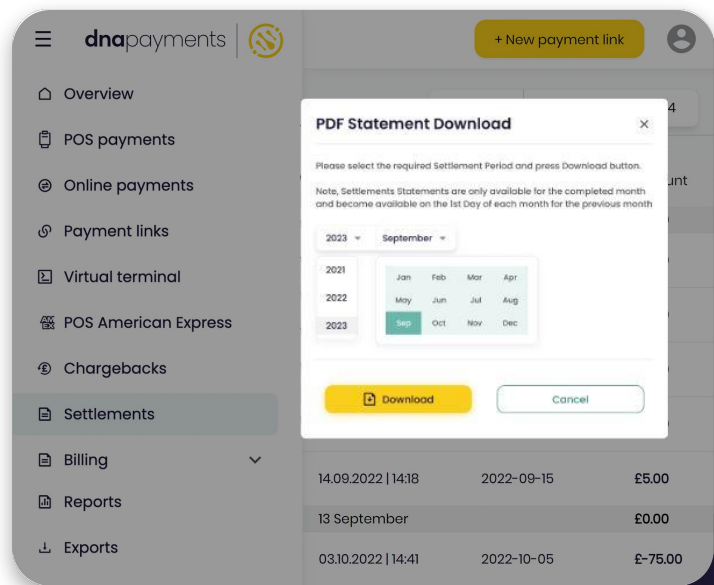 dnapayments
+ New payment link
Overview
POS payments
Online payments
Payment links
Virtual terminal
POS American Express
Chargebacks
Settlements
Billing
Reports
Exports
4
unt
PDF Statement Download
Please select the required Settlement Period and press Download button.
Note, Settlements Statements are only available for the completed month
and become available on the 1st Day of each month for the previous month
2023 September
2021
2022
2023
Jan Feb Mar Apr
May Jun Jul Aug
Sep Oct Nov Dec
Download Cancel
14.09.2022 | 14:18 2022-09-15 £5.00
13 September £0.00
03.10.2022 | 14:41 2022-10-05 £-75.00